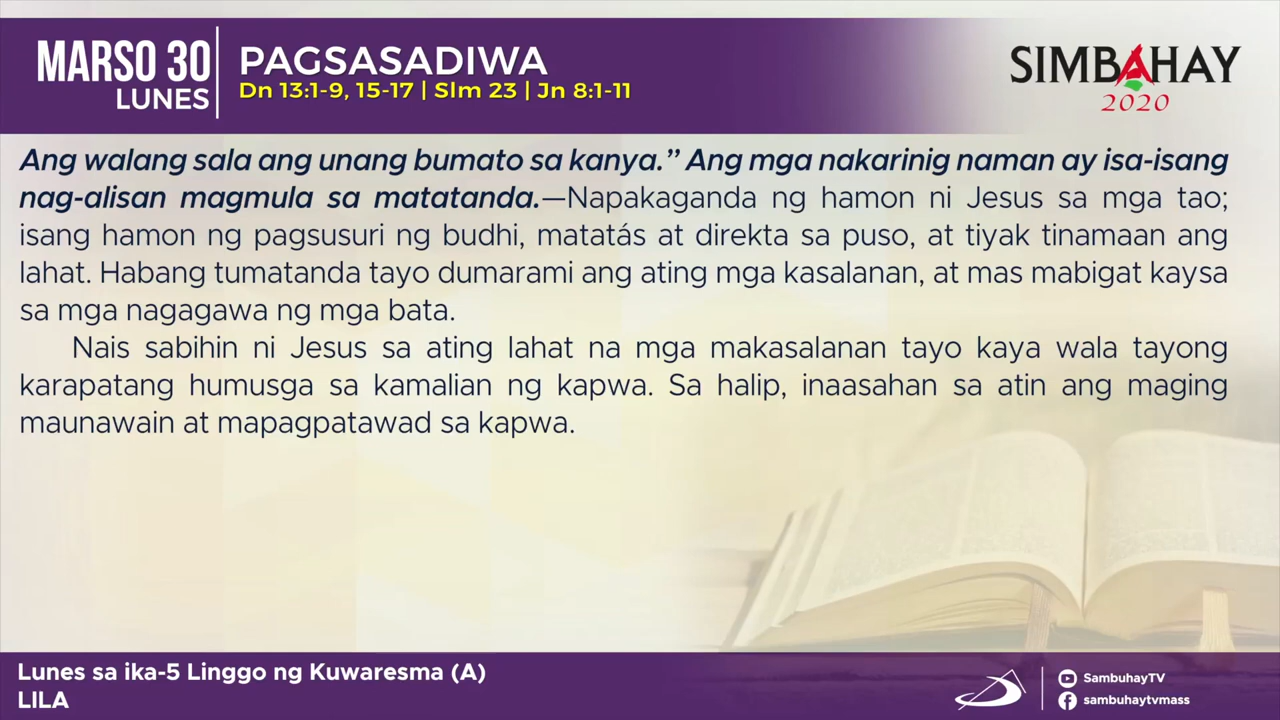 MARSO 30
LUNES
PAGSASADIWA
Dn 13:1-9, 15-17 | Slm 23 | Jn 8:1-11
SIMBAHAY
2020
Ang walang sala ang unang bumato sa kanya.” Ang mga nakarinig naman ay isa-isang
nag-alisan magmula sa matatanda.—Napakaganda ng hamon ni Jesus sa mga tao;
isang hamon ng pagsusuri ng budhi, matatás at direkta sa puso, at tiyak tinamaan ang
lahat. Habang tumatanda tayo dumarami ang ating mga kasalanan, at mas mabigat kaysa
sa mga nagagawa ng mga bata.
Nais sabihin ni Jesus sa ating lahat na mga makasalanan tayo kaya wala tayong
karapatang humusga sa kamalian ng kapwa. Sa halip, inaasahan sa atin ang maging
maunawain at mapagpatawad sa kapwa.
Lunes sa ika-5 Linggo ng Kuwaresma (A)
LILA
SambuhayTV
sambuhaytvmass